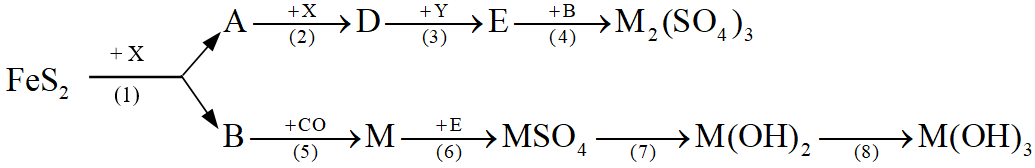 A +X (2) D +Y (3) E +B (4) M₂(SO₄)₃
FeS₂ +X (1)
B +CO (5) M +E (6) MSO₄ (7) M(OH)₂ (8) M(OH)₃